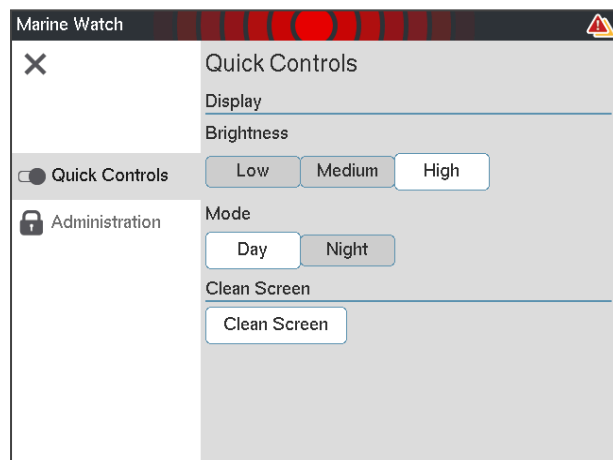 Marine Watch
Quick Controls
Administration
Quick Controls
Display
Brightness
Low Medium High
Mode
Day Night
Clean Screen
Clean Screen